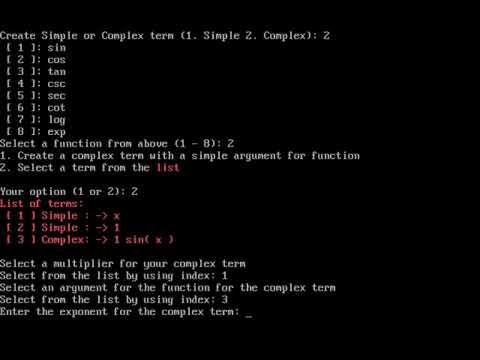 Create Simple or Complex term (1. Simple 2. Complex): 2
[ 1 ]: sin
[ 2 ]: cos
[ 3 ]: tan
[ 4 ]: csc
[ 5 ]: sec
[ 6 ]: cot
[ 7 ]: log
[ 8 ]: exp
Select a function from above (1 - 8): 2
1. Create a complex term with a simple argument for function
2. Select a term from the list
Your option (1 or 2): 2
List of terms:
[ 1 ] Simple : -> x
[ 2 ] Simple : -> 1
[ 3 ] Complex: -> 1 sin( x )
Select a multiplier for your complex term
Select from the list by using index: 1
Select an argument for the function for the complex term
Select from the list by using index: 3
Enter the exponent for the complex term: _